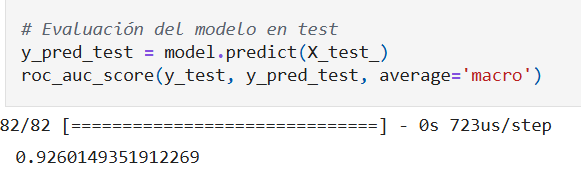 # Evaluación del modelo en test
y_pred_test = model.predict(X_test_)
roc_auc_score(y_test, y_pred_test, average='macro')
82/82 [==============================] - 0s 723us/step
0.9260149351912269